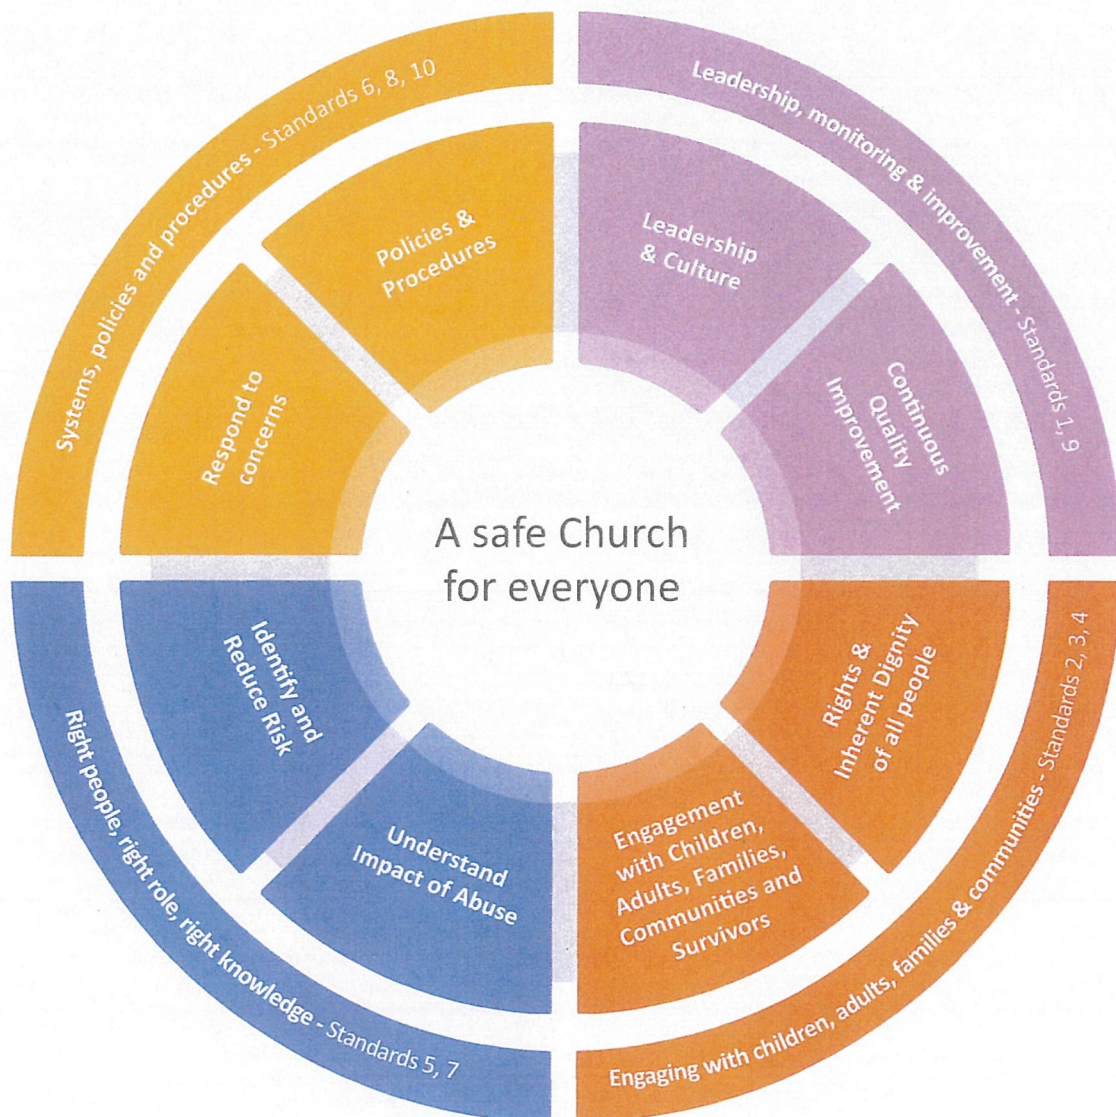 Systems, policies and procedures - Standards 6, 8, 10
Leadership, monitoring & improvement - Standards 1, 9
Policies &
Procedures
Leadership
& Culture
Respond to
concerns
Continuous
Quality
Improvement
A safe Church
for everyone
Identify and
Reduce Risk
Rights &
Inherent Dignity
of all people
Understand
Impact of Abuse
Engagement
with Children,
Adults, Families,
Communities and
Survivors
Right people, right role, right knowledge - Standards 5, 7
Engaging with children, adults, families & communities - Standards 2, 3, 4